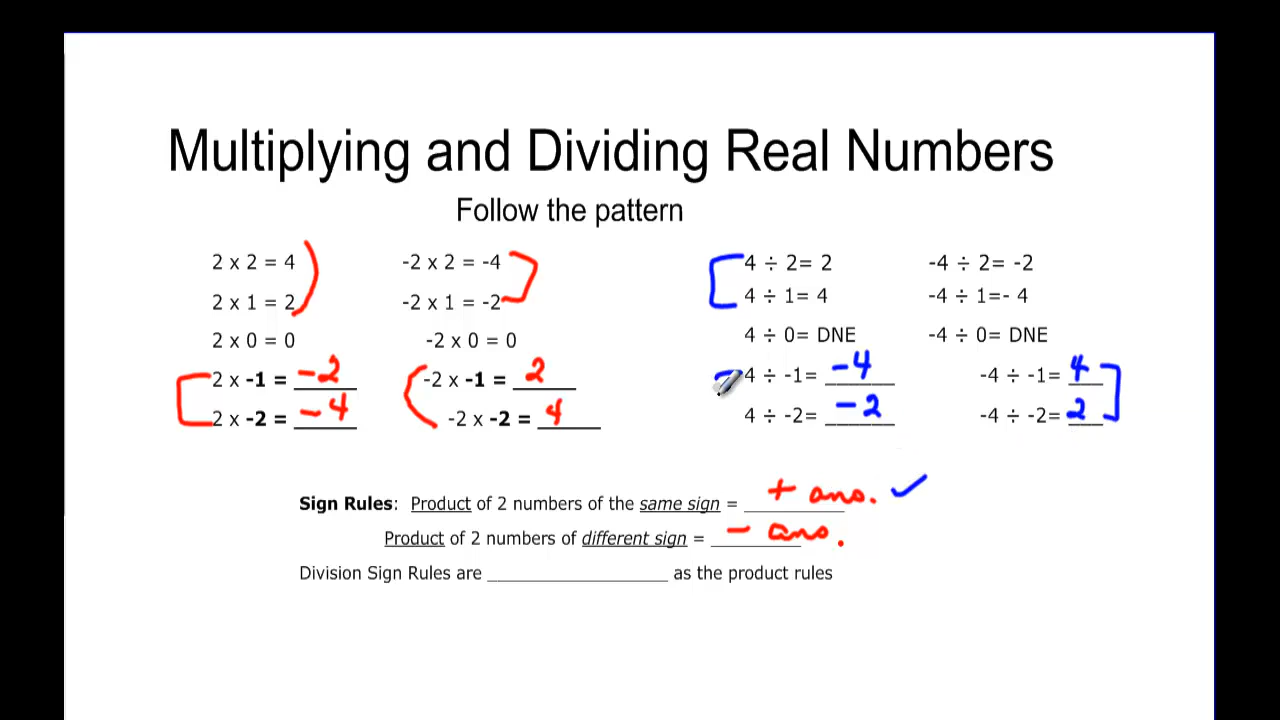 Multiplying and Dividing Real Numbers
Follow the pattern
2 x 2 = 4
2 x 1 = 2
2 x 0 = 0
2 x -1 = -2
2 x -2 = -4
-2 x 2 = -4
-2 x 1 = -2
-2 x 0 = 0
-2 x -1 = 2
-2 x -2 = 4
4 ÷ 2= 2
4 ÷ 1= 4
4 ÷ 0= DNE
4 ÷ -1= -4
4 ÷ -2= -2
-4 ÷ 2= -2
-4 ÷ 1=- 4
-4 ÷ 0= DNE
-4 ÷ -1= 4
-4 ÷ -2= 2
Sign Rules: Product of 2 numbers of the same sign = + ans. ✓
Product of 2 numbers of different sign = - ans.
Division Sign Rules are ____________________ as the product rules